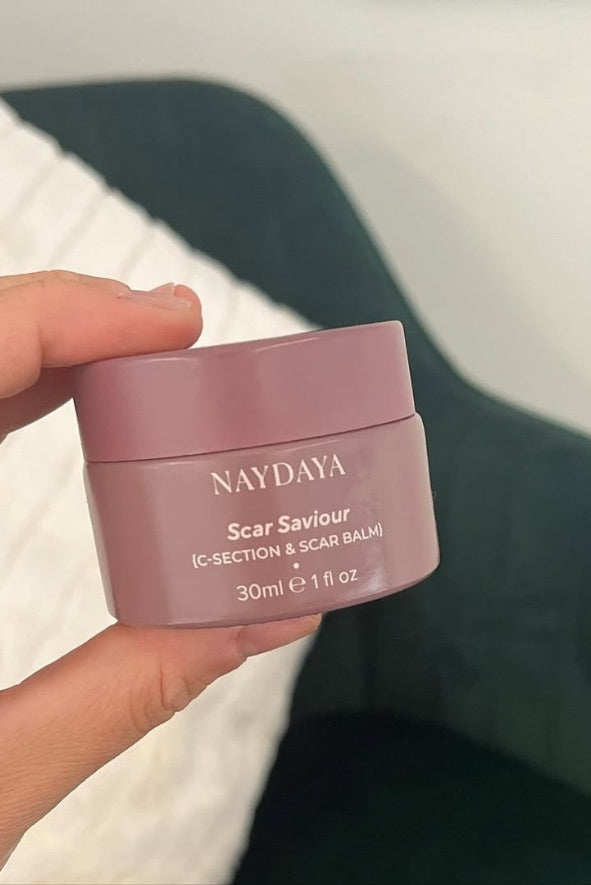 NAYDAYA
Scar Saviour
{C-SECTION & SCAR BALM}
•
30ml ℮ 1 fl oz